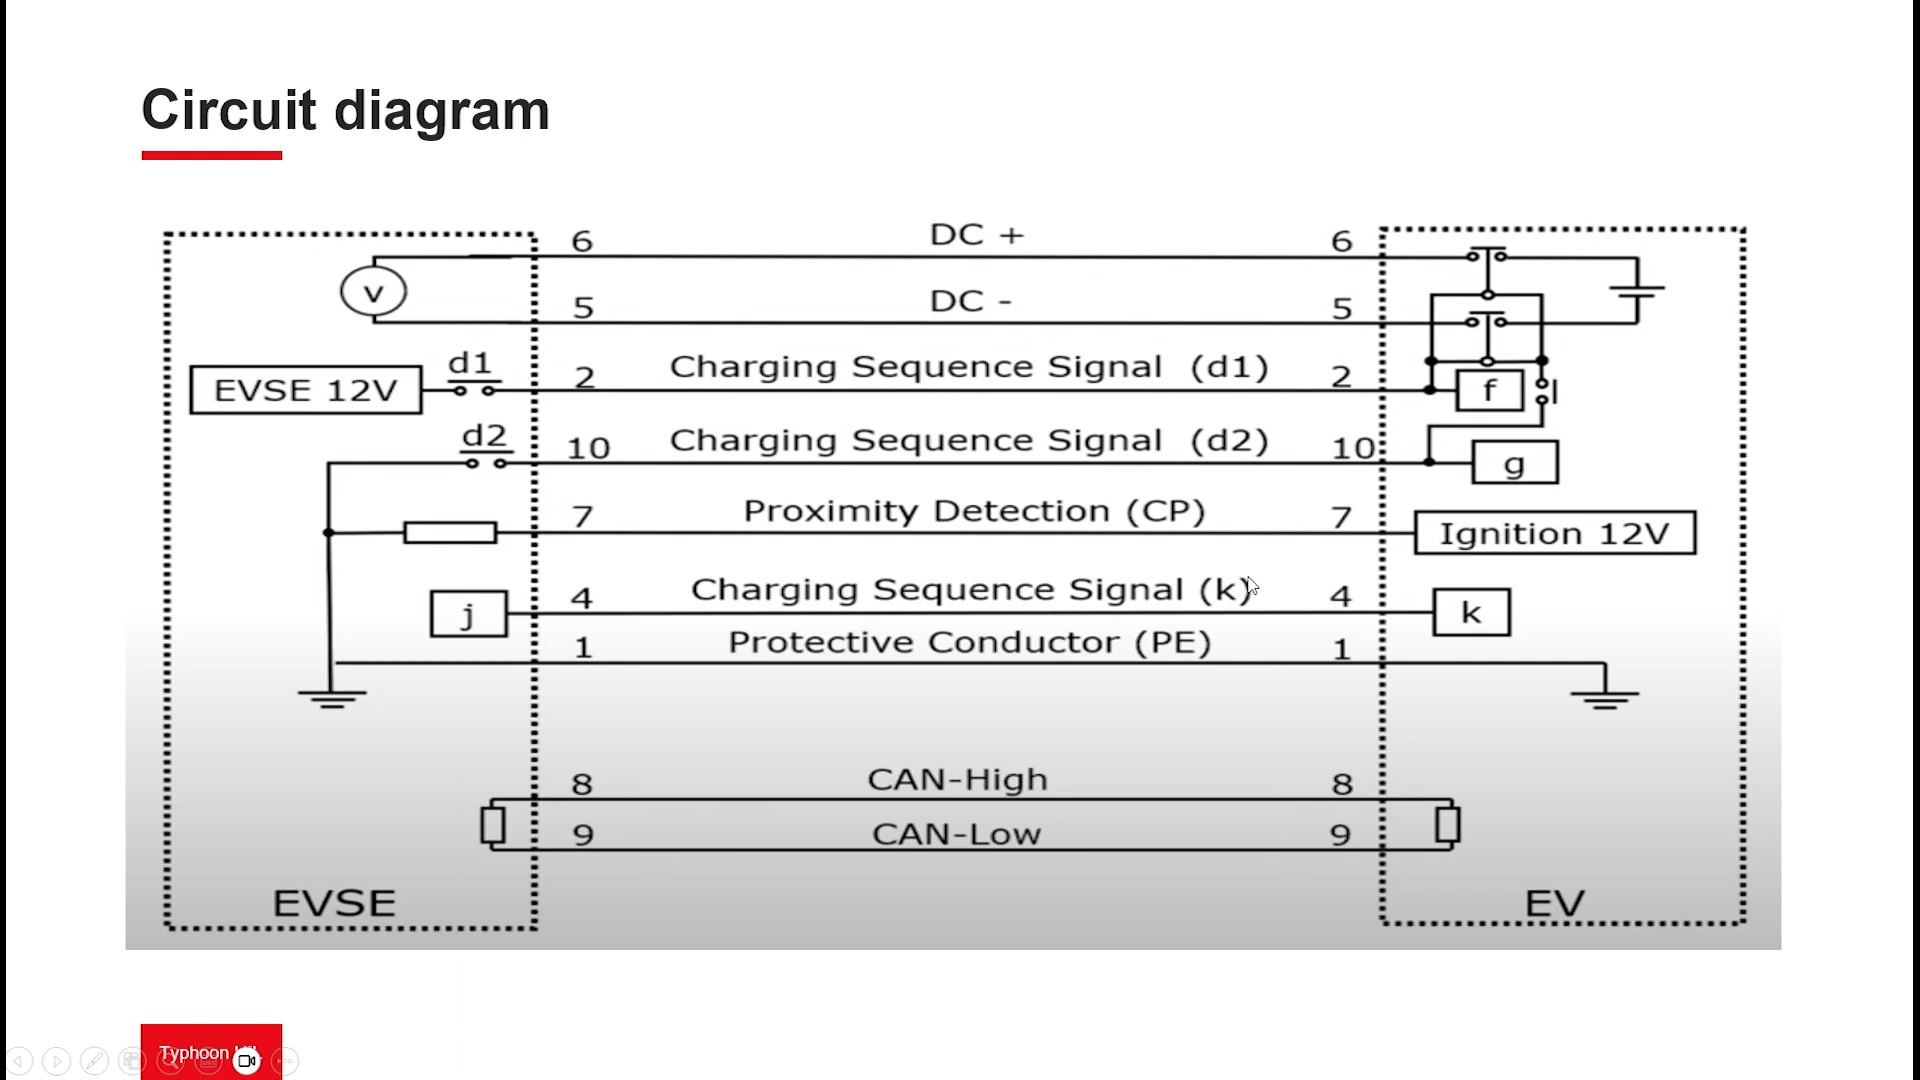 Circuit diagram
6 DC + 6
V
5 DC - 5
d1
EVSE 12V
2 Charging Sequence Signal (d1) 2
f
d2
10 Charging Sequence Signal (d2) 10
g
7 Proximity Detection (CP) 7
Ignition 12V
j
4 Charging Sequence Signal (k) 4
k
1 Protective Conductor (PE) 1
8 CAN-High 8
9 CAN-Low 9
EVSE
EV
Typhoon